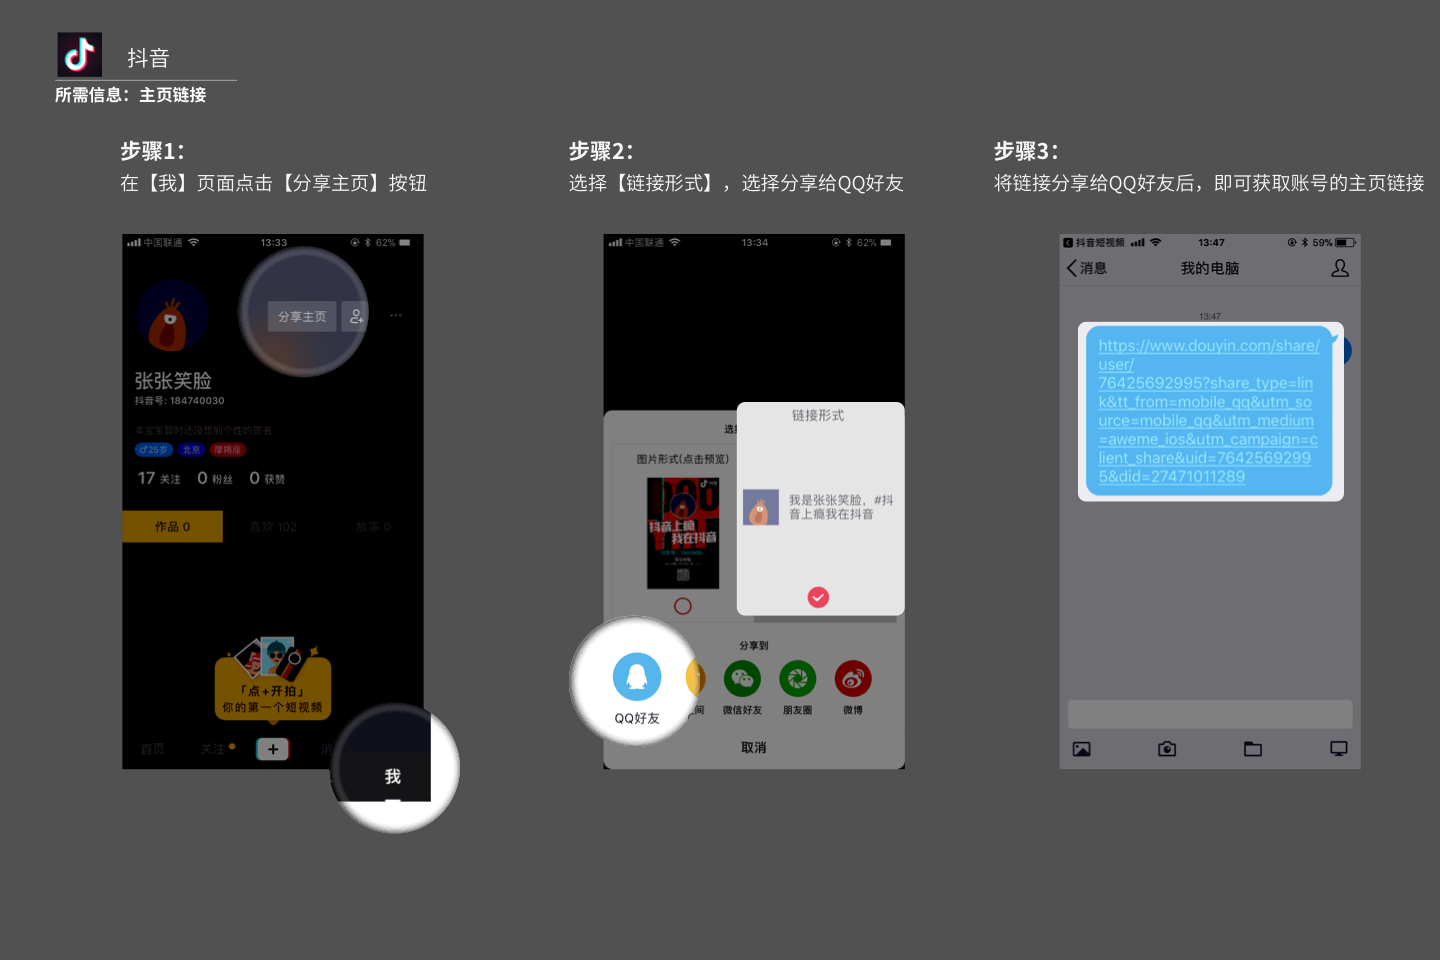 抖音
所需信息：主页链接
步骤1：
在【我】页面点击【分享主页】按钮
中国联通
13:33
62%
分享主页
张张笑脸
抖音号: 184740030
本宝宝暂时还没想到个性的签名
♂25岁 北京 摩羯座
17 关注 0 粉丝 0 获赞
作品 0 喜欢 102 故事 0
「点+开拍」
你的第一个短视频
首页 关注 消
我
步骤2：
选择【链接形式】，选择分享给QQ好友
中国联通
13:34
62%
选
图片形式(点击预览)
抖音
抖音上瘾
我在抖音
链接形式
我是张张笑脸，#抖
音上瘾我在抖音
分享到
QQ好友 间 微信好友 朋友圈 微博
取消
步骤3：
将链接分享给QQ好友后，即可获取账号的主页链接
抖音短视频
13:47
59%
消息
我的电脑
13:47
https://www.douyin.com/share/
user/
76425692995?share_type=lin
k&tt_from=mobile_qq&utm_so
urce=mobile_qq&utm_medium
=aweme_ios&utm_campaign=c
lient_share&uid=7642569299
5&did=27471011289